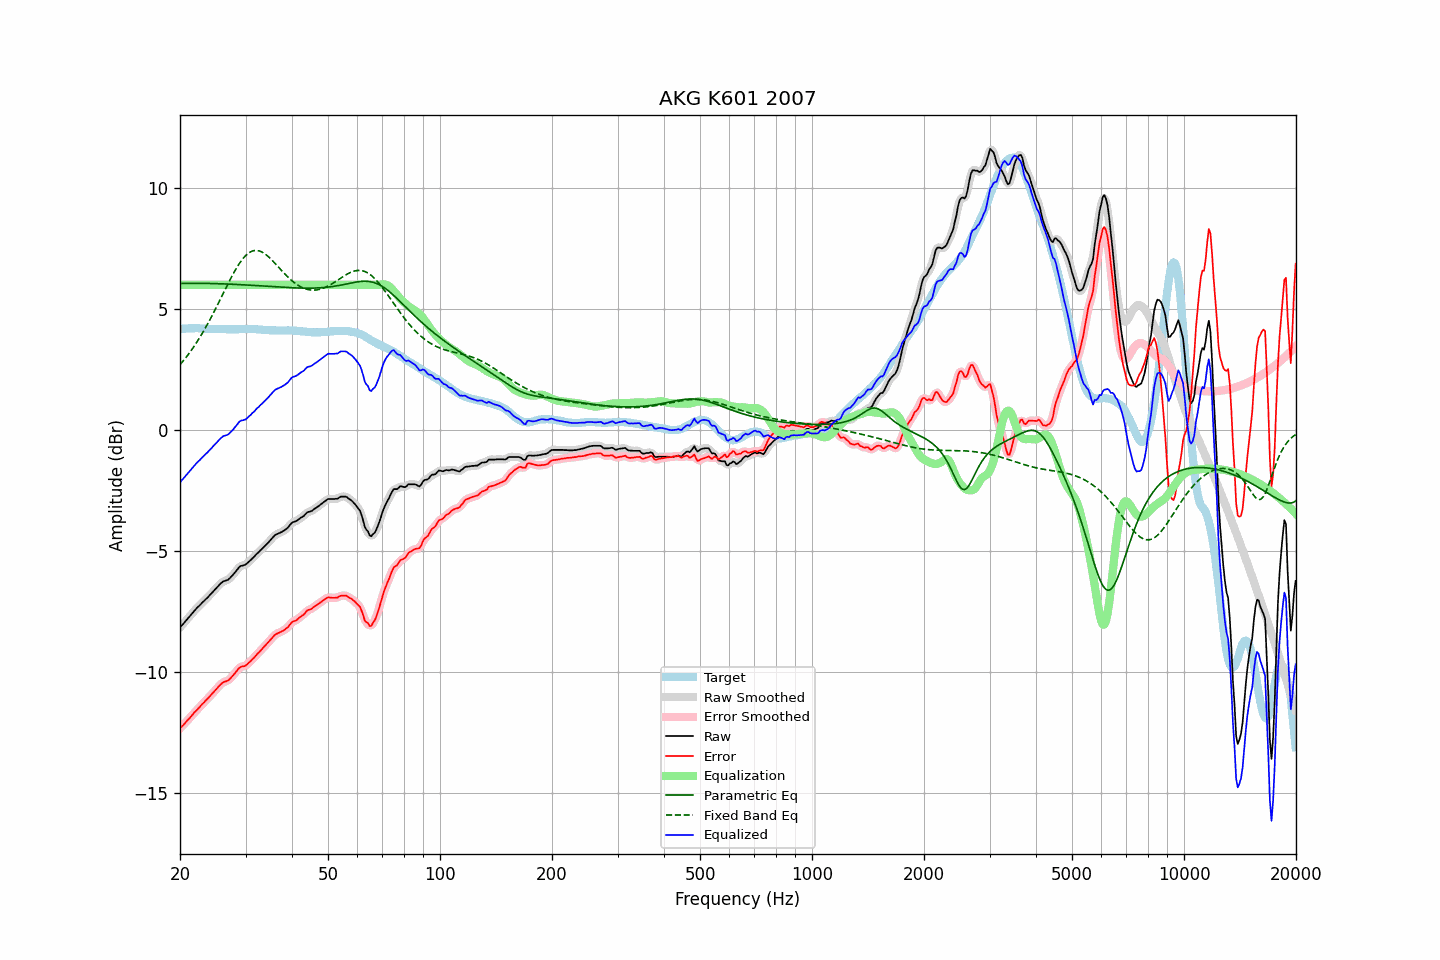 AKG K601 2007
Amplitude (dBr)
10
5
0
−5
−10
−15
Target
Raw Smoothed
Error Smoothed
Raw
Error
Equalization
Parametric Eq
Fixed Band Eq
Equalized
20 50 100 200 500 1000 2000 5000 10000 20000
Frequency (Hz)